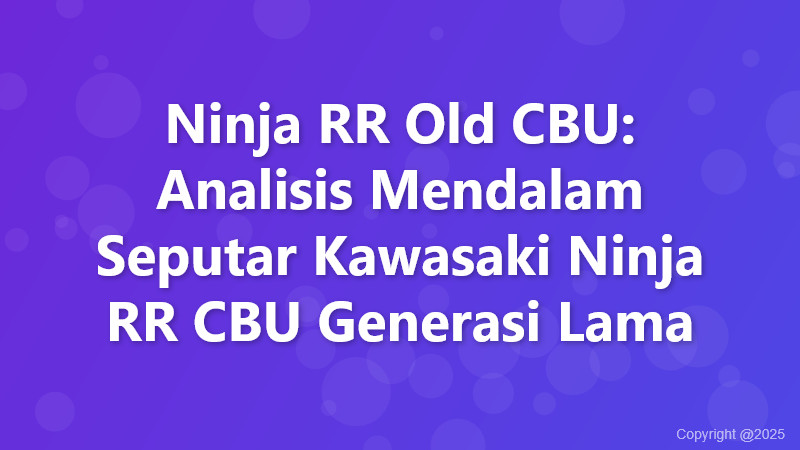 Ninja RR Old CBU:
Analisis Mendalam
Seputar Kawasaki Ninja
RR CBU Generasi Lama
Copyright @2025